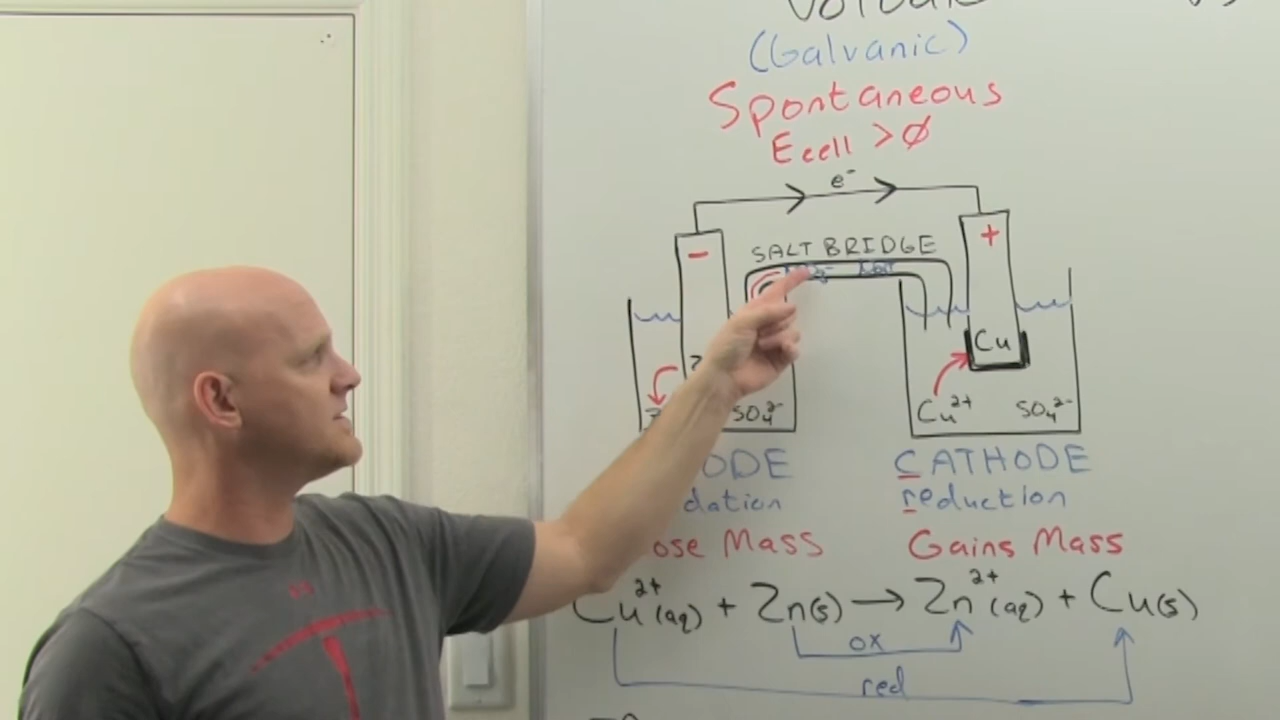 (Galvanic)
Spontaneous
Ecell > Ø
e⁻
SALT BRIDGE
− +
Cu
SO₄²⁻ Cu²⁺ SO₄²⁻
CATHODE
reduction
Gains Mass
Mass
Cu²⁺(aq) + Zn(s) → Zn²⁺(aq) + Cu(s)
ox
red